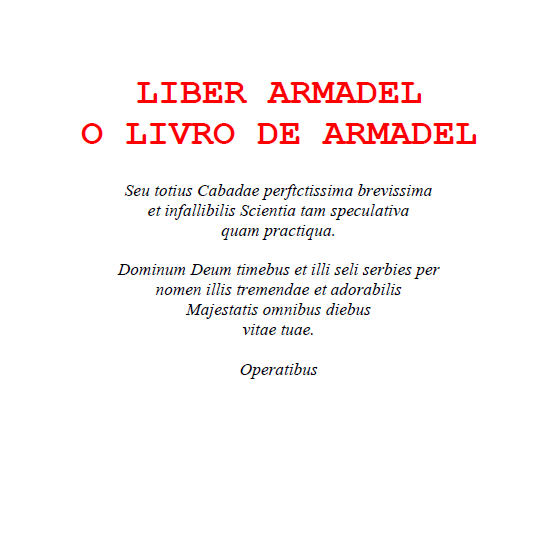 LIBER ARMADEL
O LIVRO DE ARMADEL
Seu totius Cabadae perftctissima brevissima
et infallibilis Scientia tam speculativa
quam practiqua.
Dominum Deum timebus et illi seli serbies per
nomen illis tremendae et adorabilis
Majestatis omnibus diebus
vitae tuae.
Operatibus